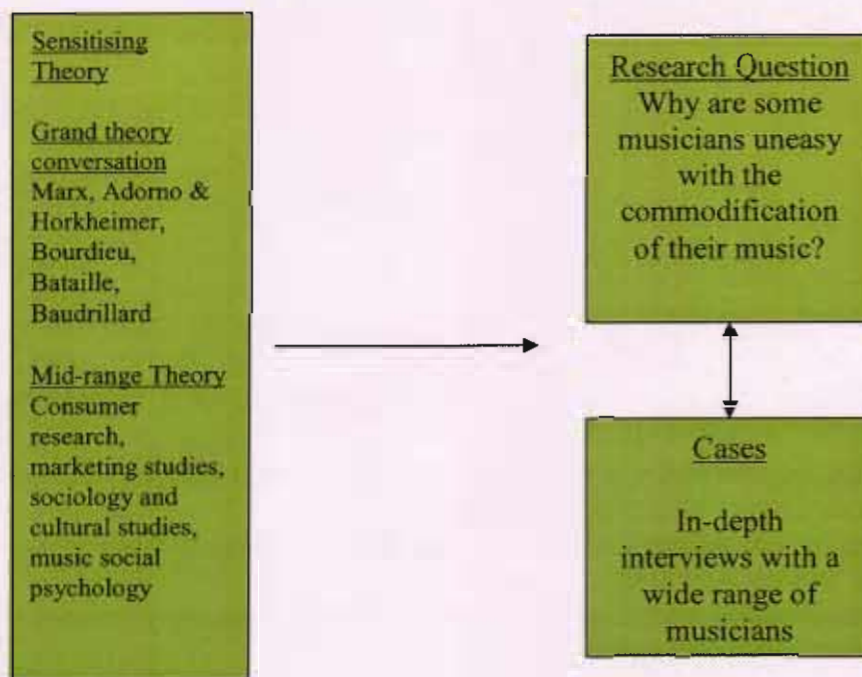 Sensitising
Theory
Grand theory
conversation
Marx, Adorno &
Horkheimer,
Bourdieu,
Bataille,
Baudrillard
Mid-range Theory
Consumer
research,
marketing studies,
sociology and
cultural studies,
music social
psychology
Research Question
Why are some
musicians uneasy
with the
commodification
of their music?
Cases
In-depth
interviews with a
wide range of
musicians